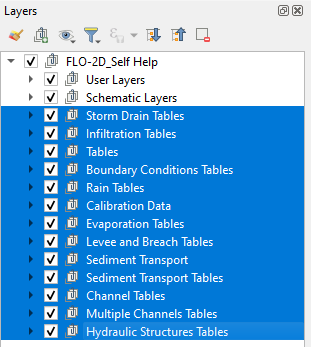 Layers
FLO-2D_Self Help
User Layers
Schematic Layers
Storm Drain Tables
Infiltration Tables
Tables
Boundary Conditions Tables
Rain Tables
Calibration Data
Evaporation Tables
Levee and Breach Tables
Sediment Transport
Sediment Transport Tables
Channel Tables
Multiple Channels Tables
Hydraulic Structures Tables